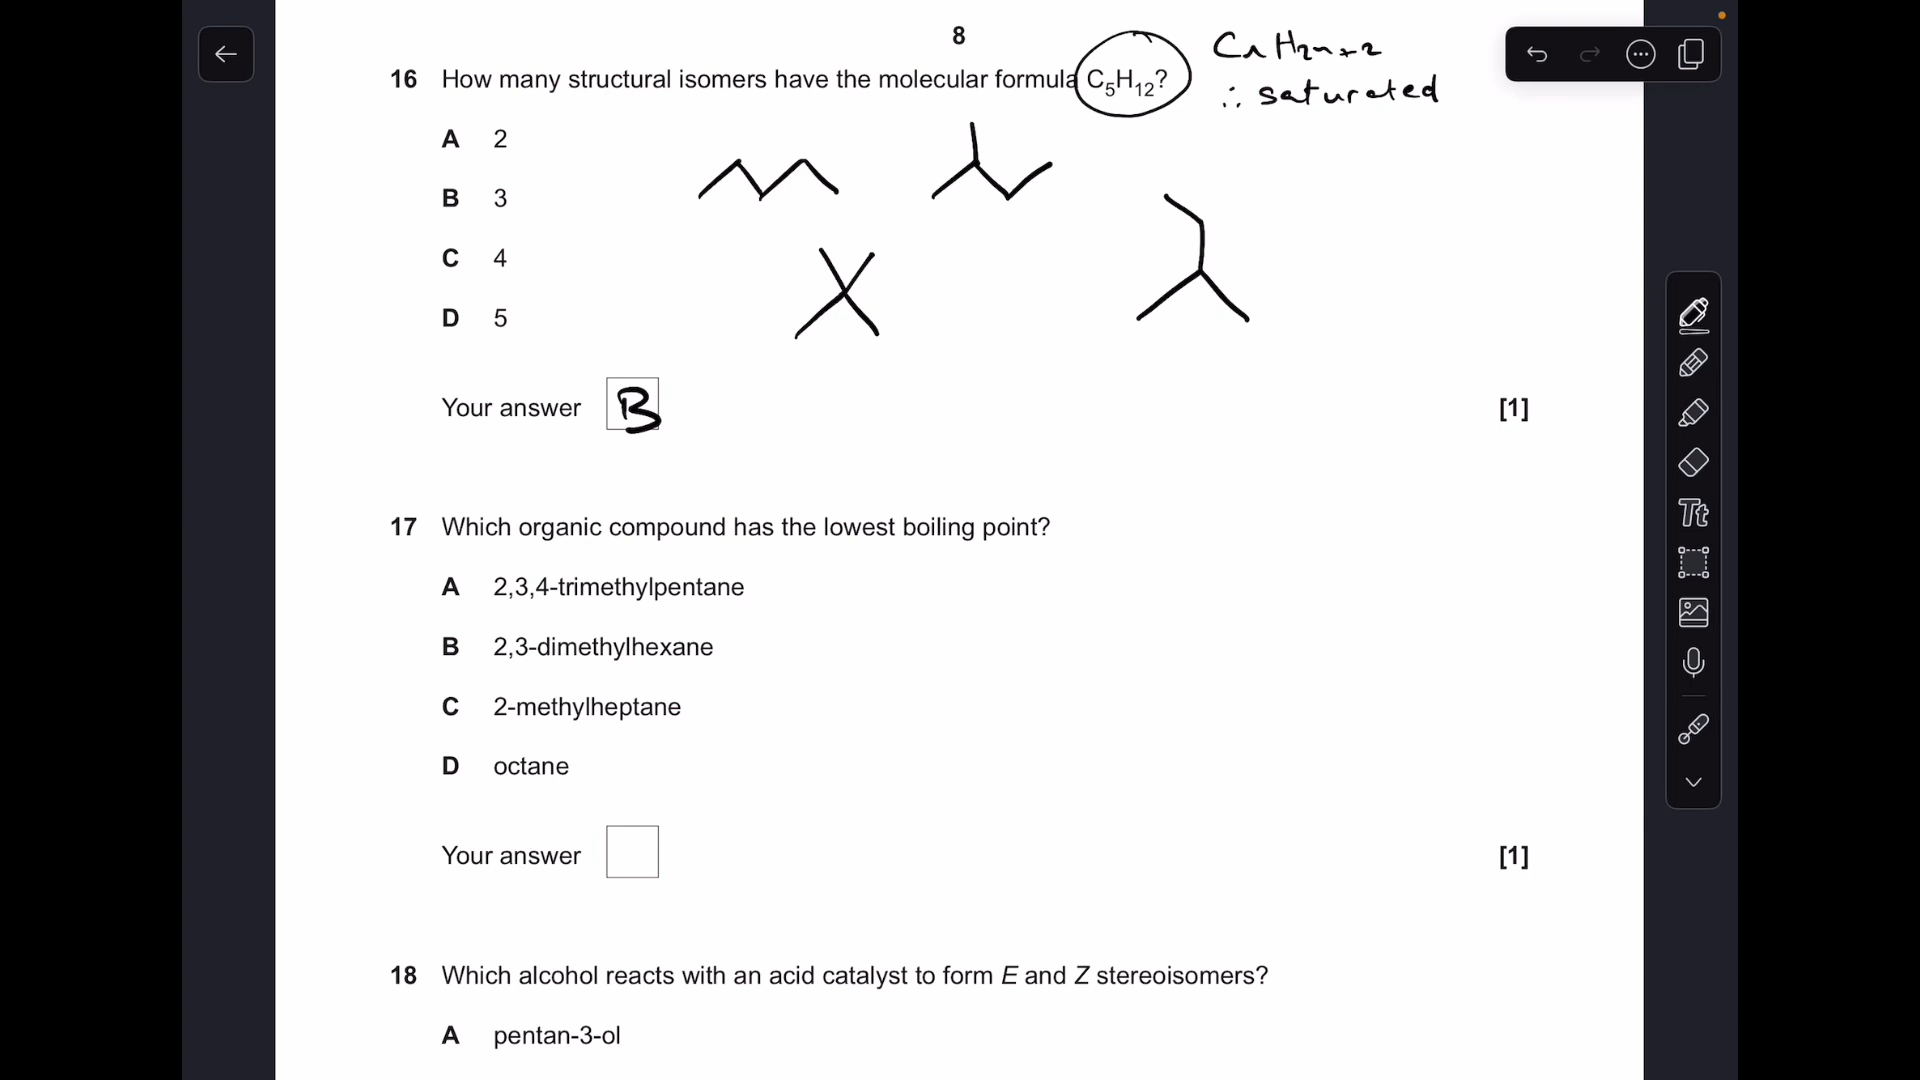 8
16 How many structural isomers have the molecular formula C₅H₁₂? CnH2n+2
∴ saturated
A 2
B 3
C 4
D 5
Your answer B [1]
17 Which organic compound has the lowest boiling point?
A 2,3,4-trimethylpentane
B 2,3-dimethylhexane
C 2-methylheptane
D octane
Your answer [1]
18 Which alcohol reacts with an acid catalyst to form E and Z stereoisomers?
A pentan-3-ol
Tt